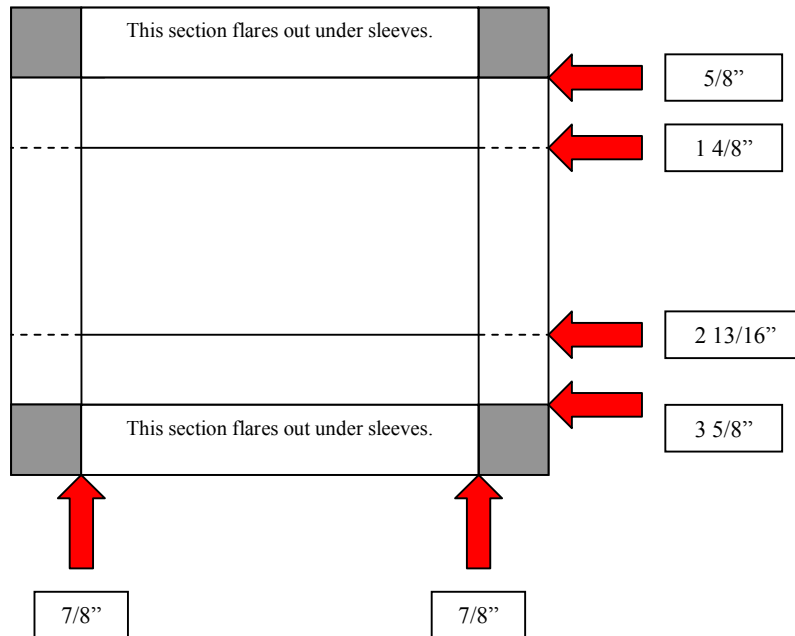 This section flares out under sleeves.
5/8”
1 4/8”
2 13/16”
This section flares out under sleeves.
3 5/8”
7/8” 7/8”